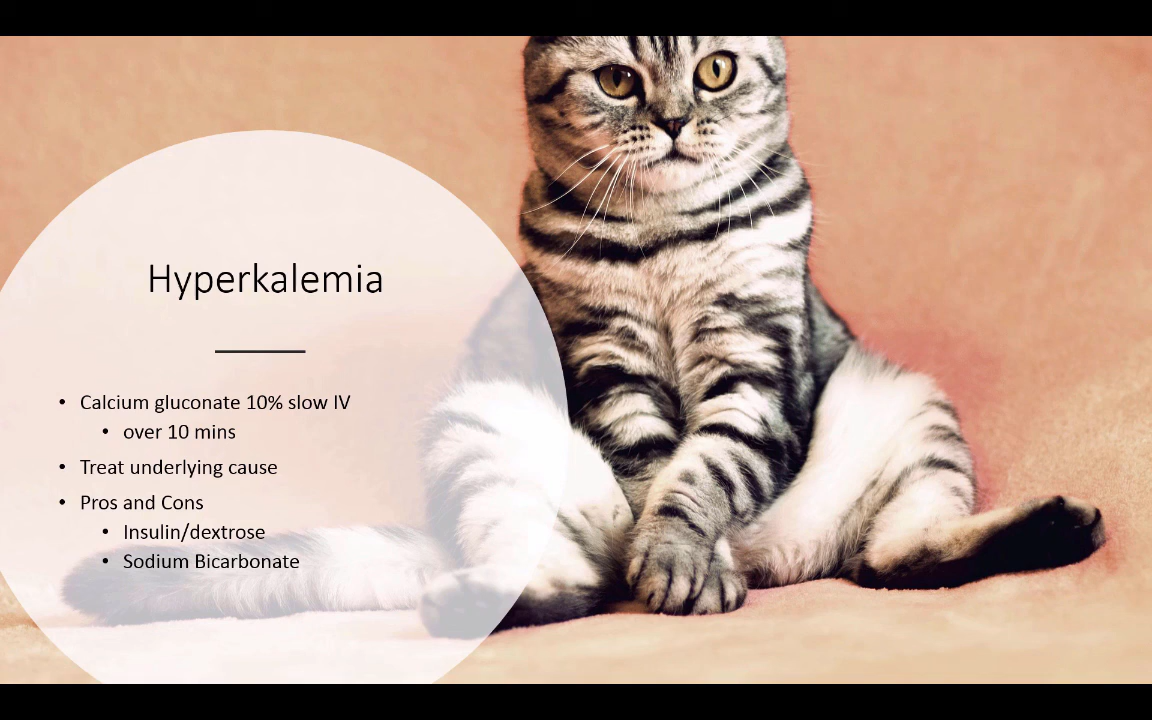 Hyperkalemia
• Calcium gluconate 10% slow IV
• over 10 mins
• Treat underlying cause
• Pros and Cons
• Insulin/dextrose
• Sodium Bicarbonate